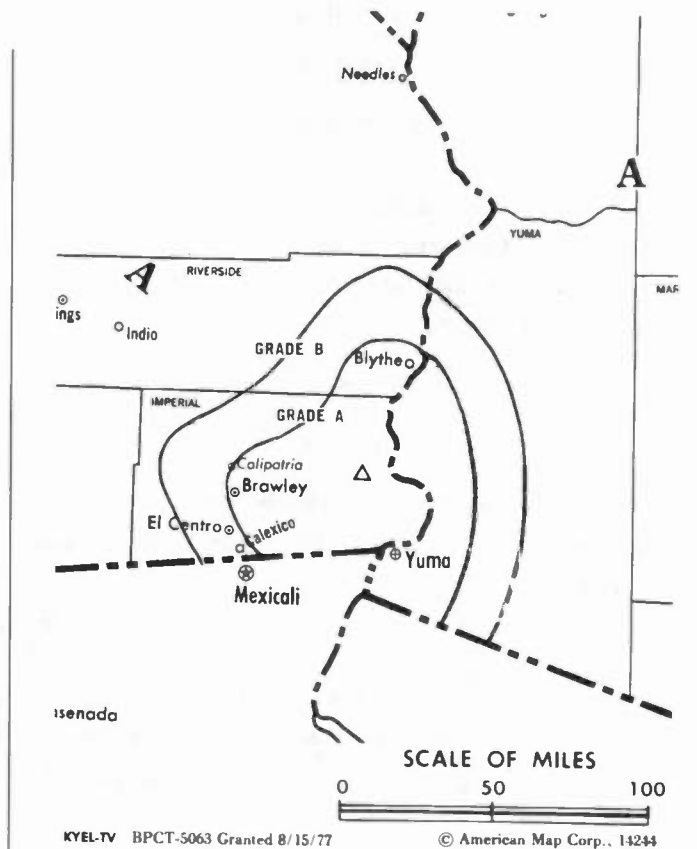 Needles
A
YUMA
RIVERSIDE
A
MAR
ings
Indio
GRADE B
Blythe
IMPERIAL
GRADE A
Calipatria
Brawley
El Centro
Calexico
Yuma
Mexicali
senada
SCALE OF MILES
0 50 100
KYEL-TV BPCT-5063 Granted 8/15/77 © American Map Corp., 14244